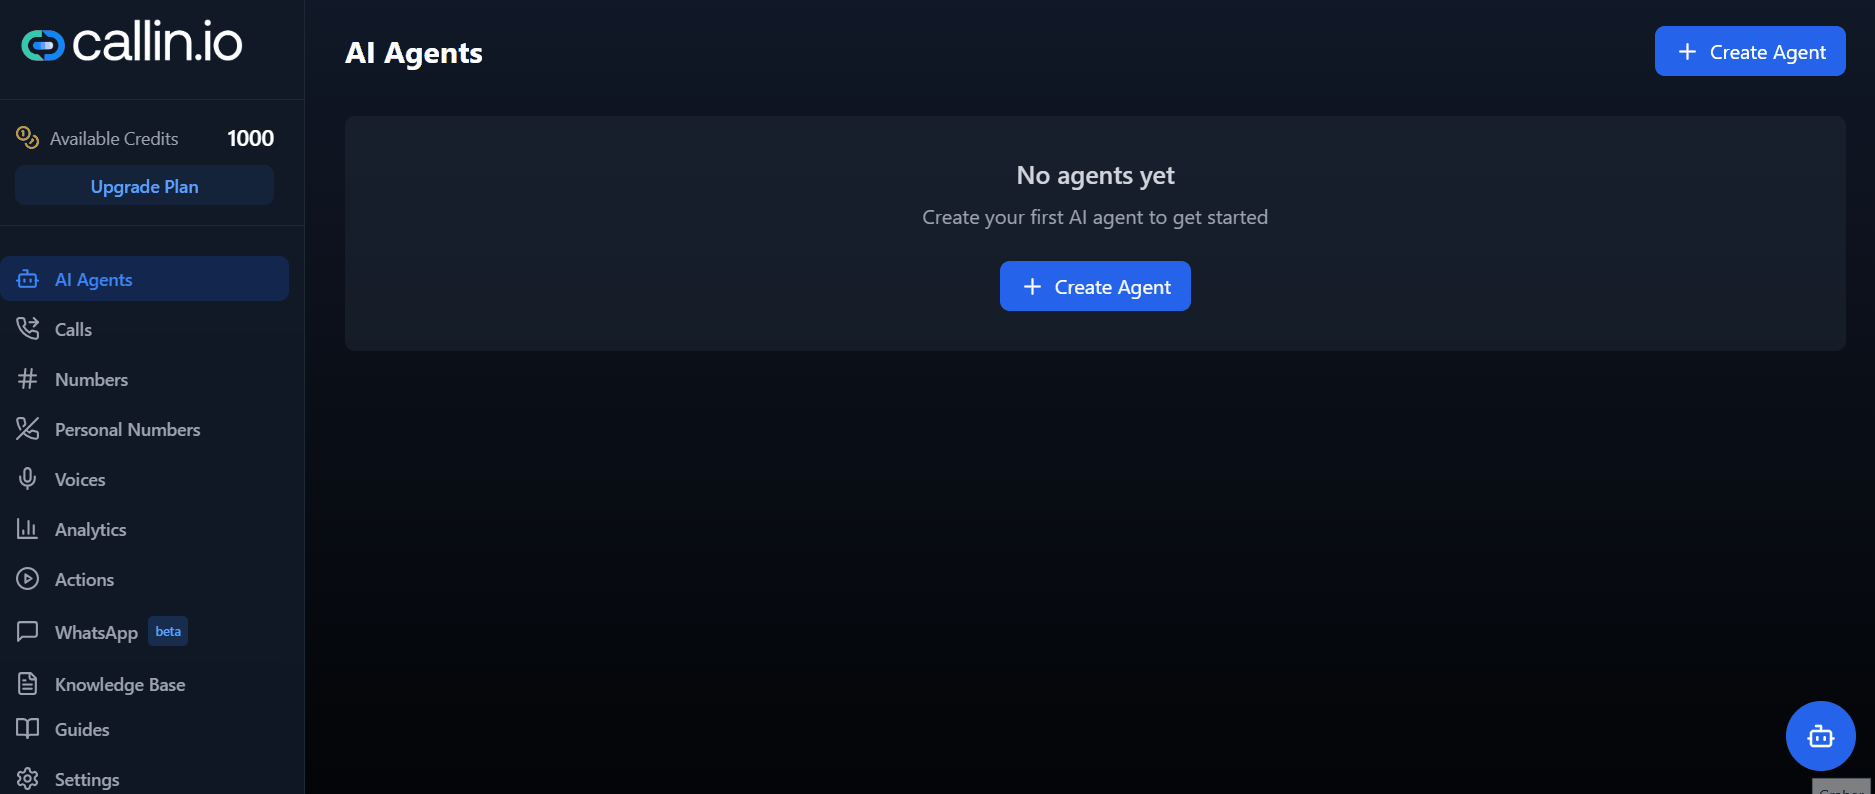 callin.io
Available Credits 1000
Upgrade Plan
AI Agents
Calls
Numbers
Personal Numbers
Voices
Analytics
Actions
WhatsApp beta
Knowledge Base
Guides
Settings
AI Agents
+ Create Agent
No agents yet
Create your first AI agent to get started
+ Create Agent